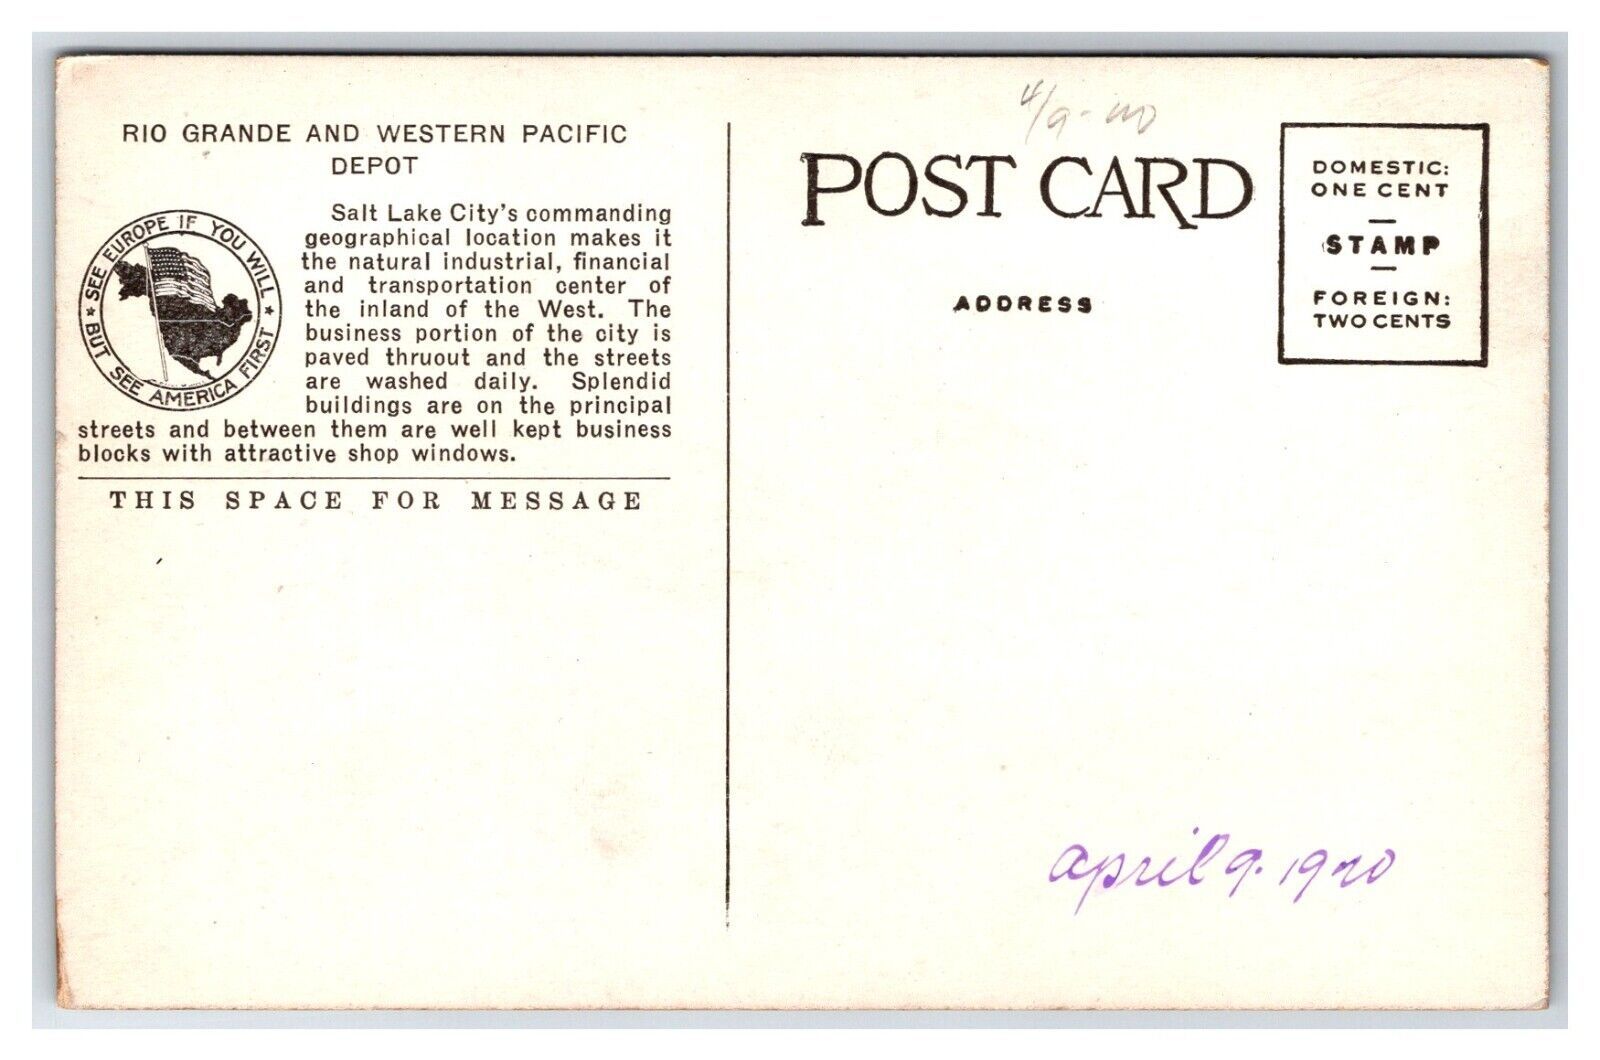 RIO GRANDE AND WESTERN PACIFIC
DEPOT
Salt Lake City's commanding
geographical location makes it
the natural industrial, financial
and transportation center of
the inland of the West. The
business portion of the city is
paved thruout and the streets
are washed daily. Splendid
buildings are on the principal
streets and between them are well kept business
blocks with attractive shop windows.
SEE EUROPE IF YOU WILL
BUT SEE AMERICA FIRST
THIS SPACE FOR MESSAGE
4/9-20
POST CARD
ADDRESS
DOMESTIC:
ONE CENT
STAMP
FOREIGN:
TWO CENTS
april 9. 1920